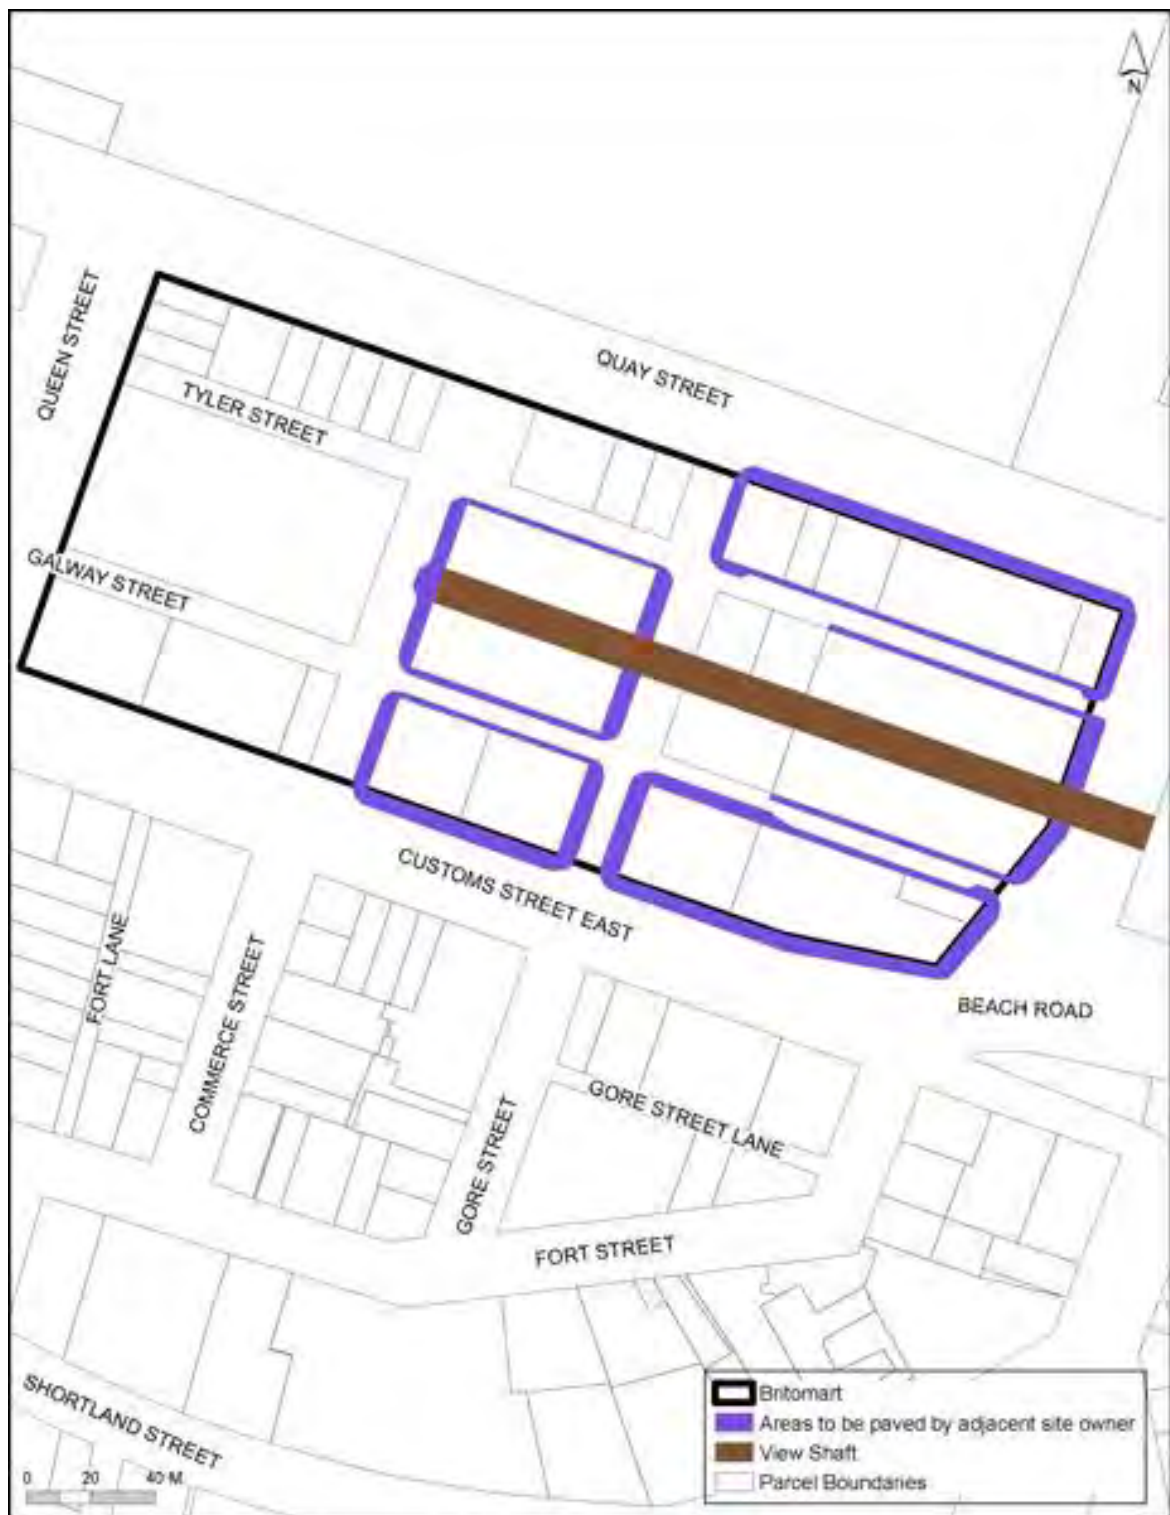 N
QUAY STREET
QUEEN STREET
TYLER STREET
GALWAY STREET
CUSTOMS STREET EAST
BEACH ROAD
FORT LANE
COMMERCE STREET
GORE STREET
GORE STREET LANE
FORT STREET
SHORTLAND STREET
Britomart
Areas to be paved by adjacent site owner
View Shaft
Parcel Boundaries
0 20 40 M